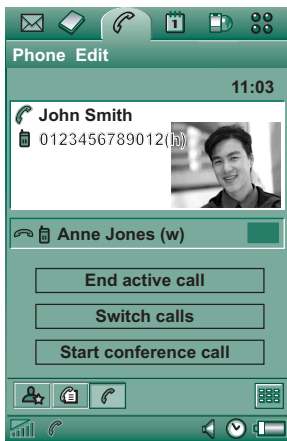 Phone Edit
11:03
John Smith
0123456789012(h)
Anne Jones (w)
End active call
Switch calls
Start conference call